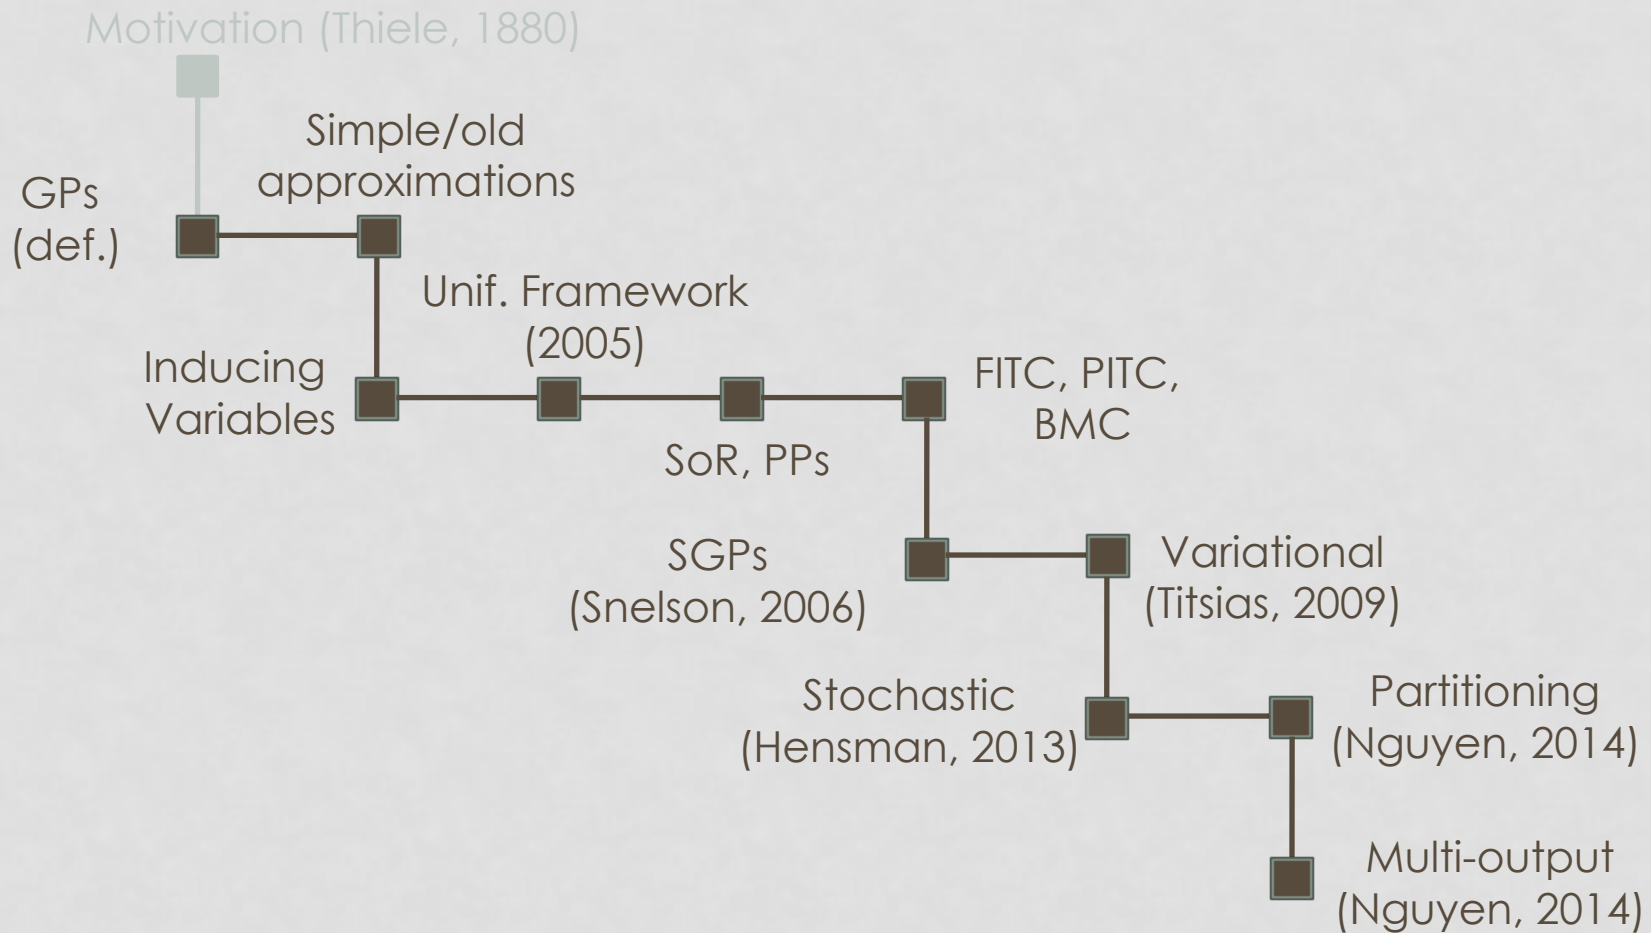 Motivation (Thiele, 1880)
Simple/old
approximations
GPs
(def.)
Unif. Framework
(2005)
Inducing
Variables
FITC, PITC,
BMC
SoR, PPs
SGPs
(Snelson, 2006)
Variational
(Titsias, 2009)
Stochastic
(Hensman, 2013)
Partitioning
(Nguyen, 2014)
Multi-output
(Nguyen, 2014)